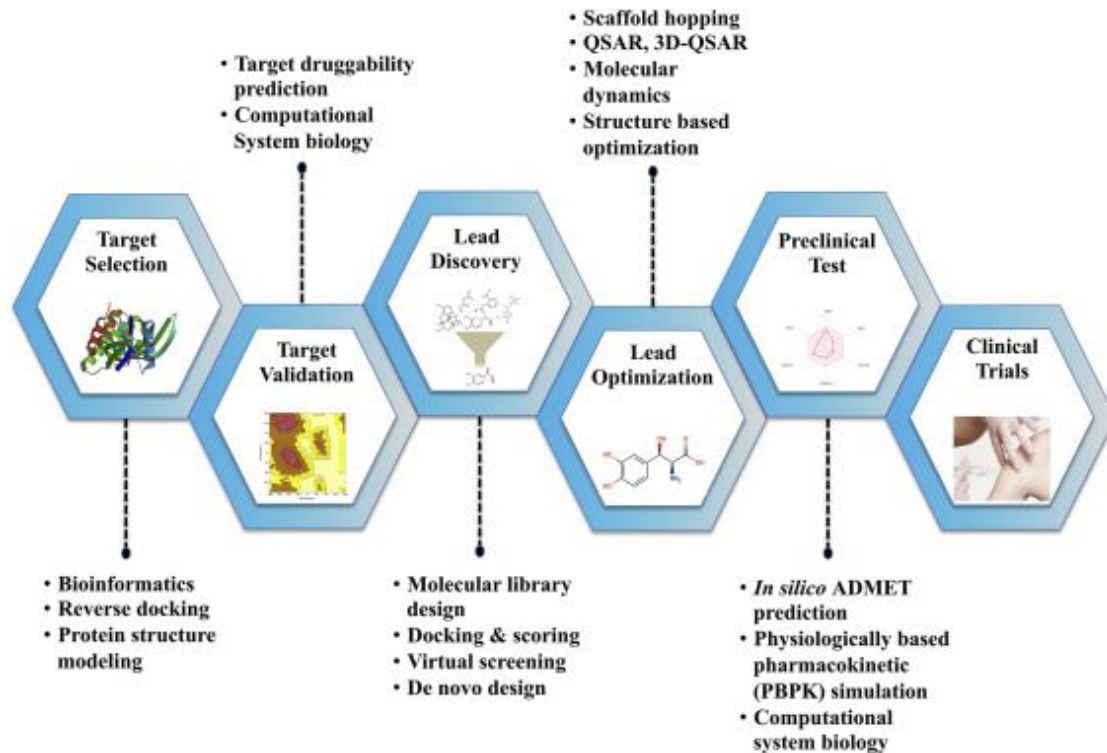 • Scaffold hopping
• QSAR, 3D-QSAR
• Molecular
dynamics
• Structure based
optimization
• Target druggability
prediction
• Computational
System biology
Target
Selection
Target
Validation
Lead
Discovery
Lead
Optimization
Preclinical
Test
Clinical
Trials
• Bioinformatics
• Reverse docking
• Protein structure
modeling
• Molecular library
design
• Docking & scoring
• Virtual screening
• De novo design
• In silico ADMET
prediction
• Physiologically based
pharmacokinetic
(PBPK) simulation
• Computational
system biology